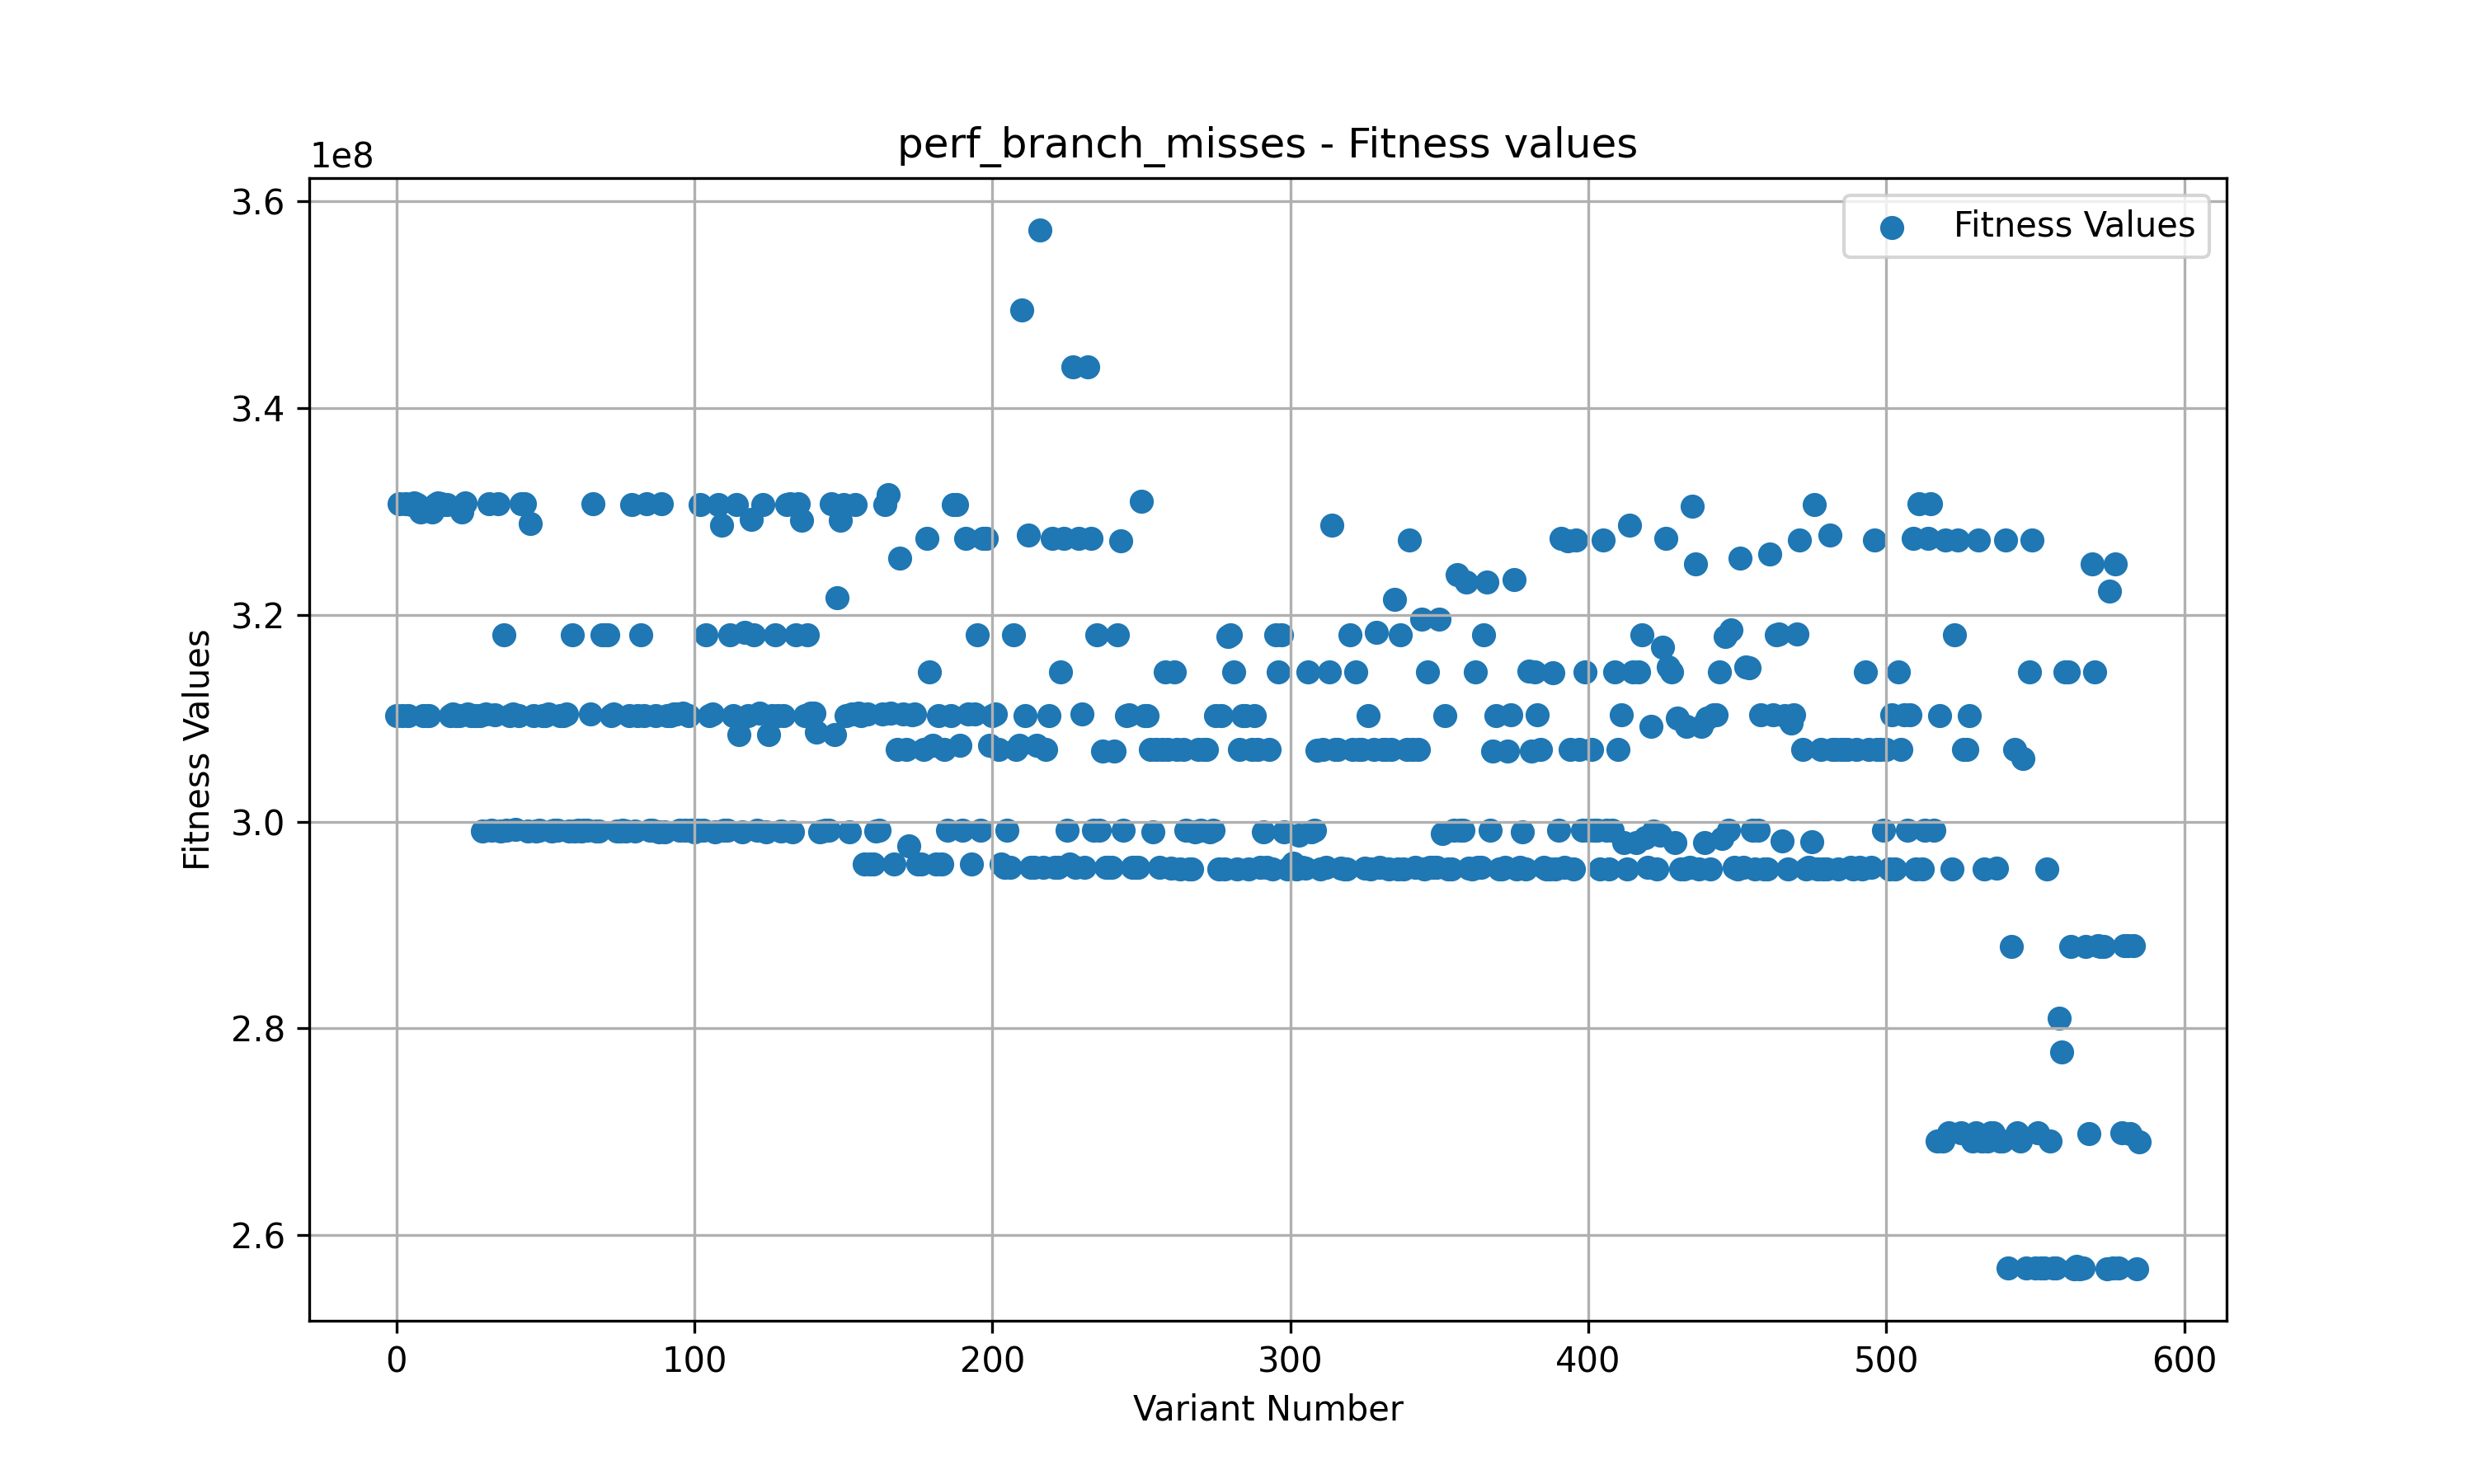 perf_branch_misses - Fitness values
1e8
Fitness Values
3.6
3.4
3.2
3.0
2.8
2.6
Fitness Values
0 100 200 300 400 500 600
Variant Number